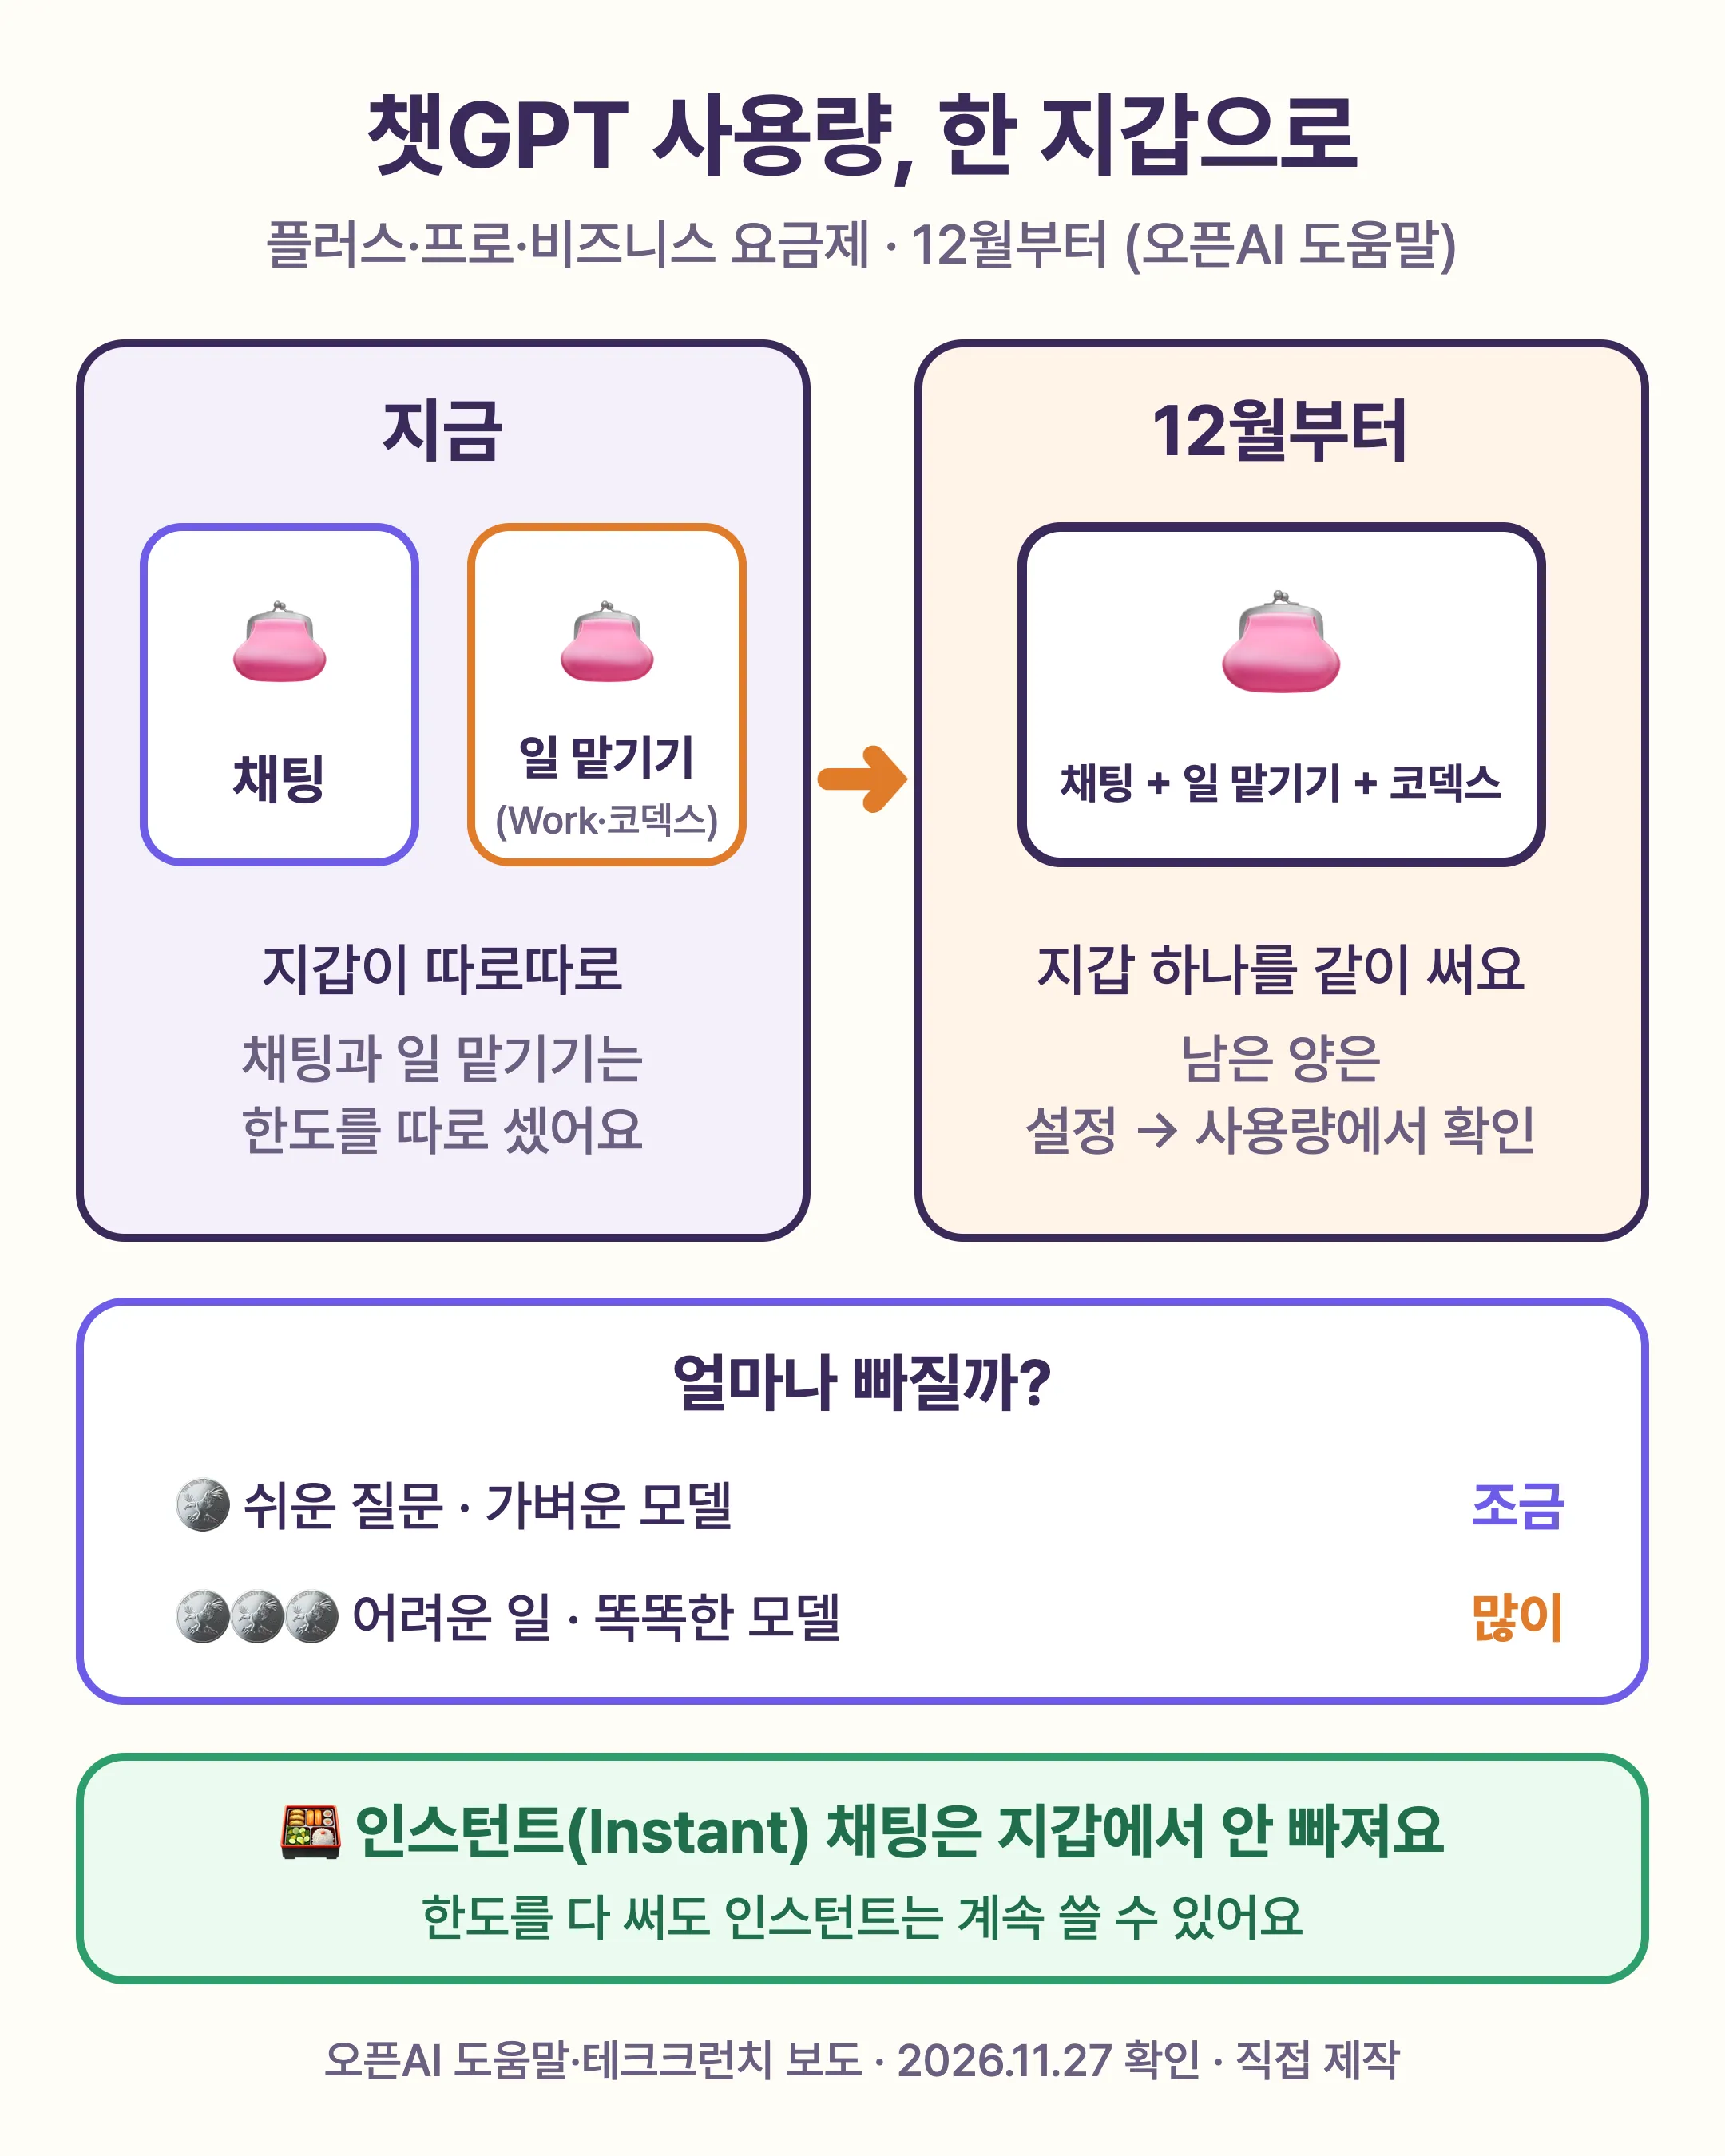 챗GPT 사용량, 한 지갑으로
플러스·프로·비즈니스 요금제 · 12월부터 (오픈AI 도움말)
지금
채팅
일 맡기기
(Work·코덱스)
지갑이 따로따로
채팅과 일 맡기기는
한도를 따로 셌어요
12월부터
채팅 + 일 맡기기 + 코덱스
지갑 하나를 같이 써요
남은 양은
설정 → 사용량에서 확인
얼마나 빠질까?
쉬운 질문 · 가벼운 모델 조금
어려운 일 · 똑똑한 모델 많이
인스턴트(Instant) 채팅은 지갑에서 안 빠져요
한도를 다 써도 인스턴트는 계속 쓸 수 있어요
오픈AI 도움말·테크크런치 보도 · 2026.11.27 확인 · 직접 제작